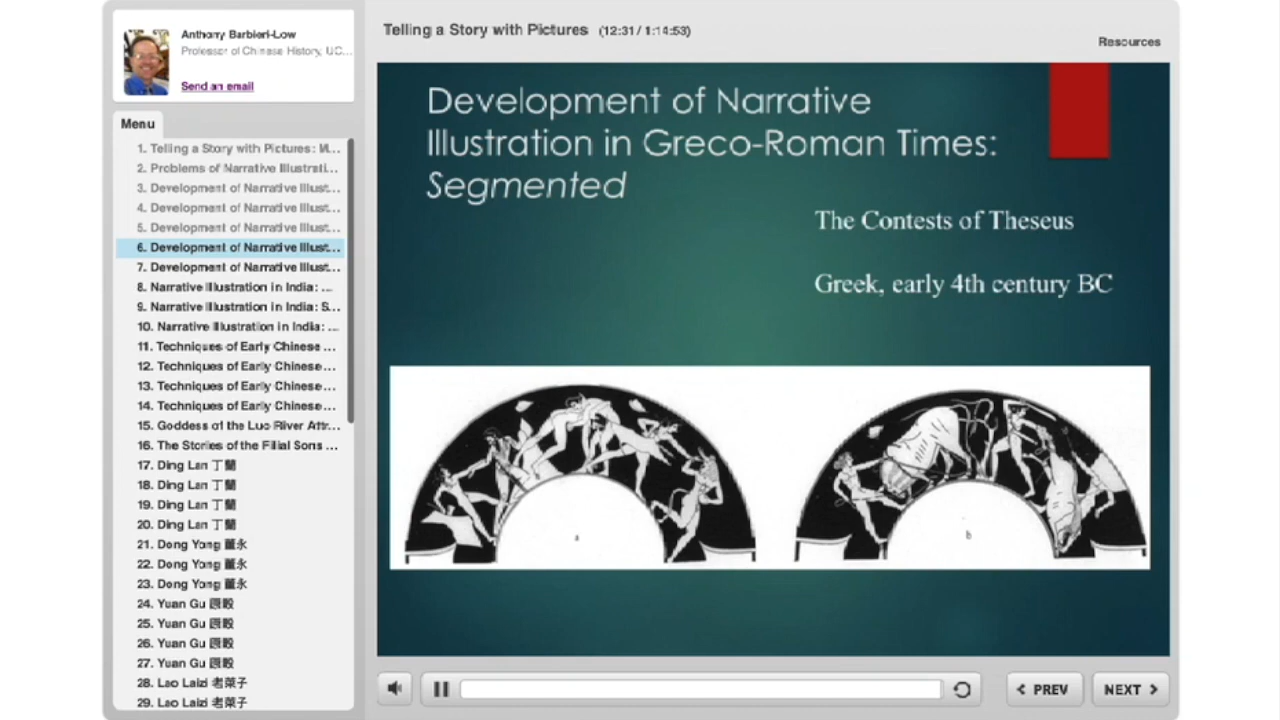 Anthony Barbieri-Low
Professor of Chinese History, UC...
Send an email
Menu
1. Telling a Story with Pictures: M...
2. Problems of Narrative Illustrati...
3. Development of Narrative Illust...
4. Development of Narrative Illust...
5. Development of Narrative Illust...
6. Development of Narrative Illust...
7. Development of Narrative Illust...
8. Narrative Illustration in India: ...
9. Narrative Illustration in India: S...
10. Narrative Illustration in India: ...
11. Techniques of Early Chinese ...
12. Techniques of Early Chinese...
13. Techniques of Early Chinese...
14. Techniques of Early Chinese...
15. Goddess of the Luo River Attr...
16. The Stories of the Filial Sons ...
17. Ding Lan 丁蘭
18. Ding Lan 丁蘭
19. Ding Lan 丁蘭
20. Ding Lan 丁蘭
21. Dong Yong 董永
22. Dong Yong 董永
23. Dong Yong 董永
24. Yuan Gu
25. Yuan Gu
26. Yuan Gu
27. Yuan Gu
28. Lao Laizi 老萊子
29. Lao Laizi 老萊子
Telling a Story with Pictures (12:31 / 1:14:53)
Resources
Development of Narrative
Illustration in Greco-Roman Times:
Segmented
The Contests of Theseus
Greek, early 4th century BC
a
b
PREV
NEXT